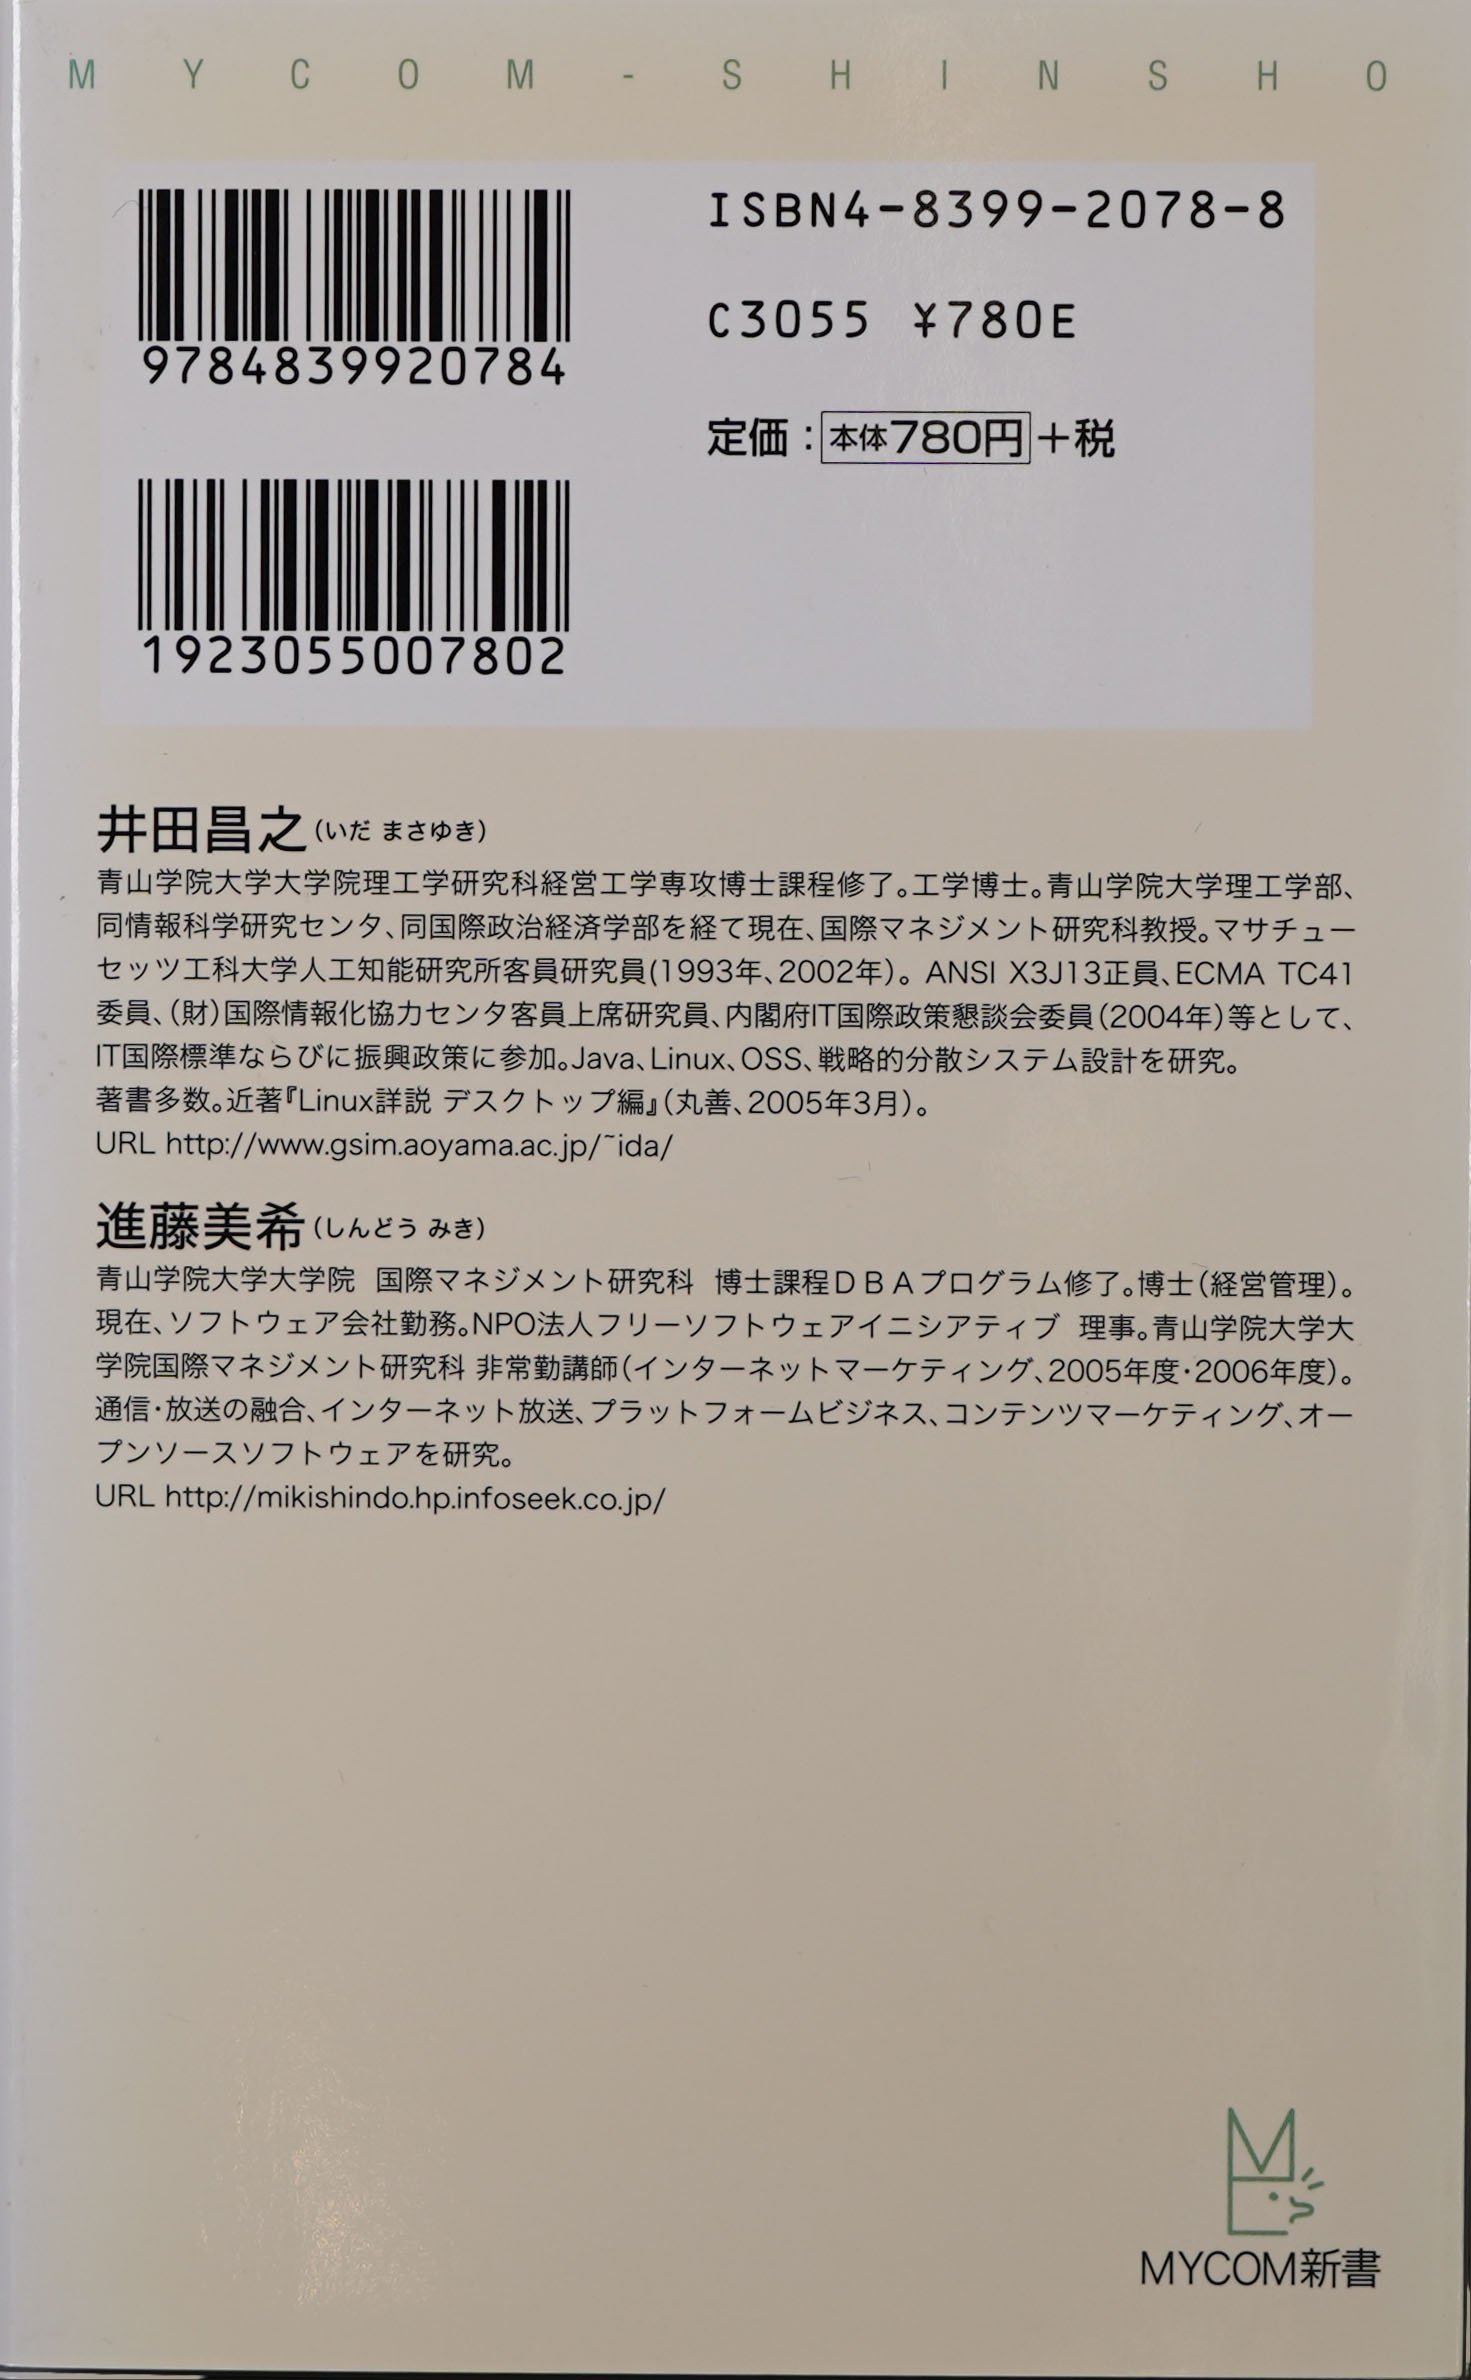 MYCOM-SHINSHO
ISBN4-8399-2078-8
9784839920784
C3055 ¥780E
定価：本体780円＋税
1923055007802
井田昌之（いだ まさゆき）
青山学院大学大学院理工学研究科経営工学専攻博士課程修了。工学博士。青山学院大学理工学部、
同情報科学研究センタ、同国際政治経済学部を経て現在、国際マネジメント研究科教授。マサチュー
セッツ工科大学人工知能研究所客員研究員(1993年、2002年）。ANSI X3J13正員、ECMA TC41
委員、（財）国際情報化協力センタ客員上席研究員、内閣府IT国際政策懇談会委員（2004年）等として、
IT国際標準ならびに振興政策に参加。Java、Linux、OSS、戦略的分散システム設計を研究。
著書多数。近著『Linux詳説 デスクトップ編』（丸善、2005年3月）。
URL http://www.gsim.aoyama.ac.jp/~ida/
進藤美希（しんどう みき）
青山学院大学大学院 国際マネジメント研究科 博士課程ＤＢＡプログラム修了。博士（経営管理）。
現在、ソフトウェア会社勤務。NPO法人フリーソフトウェアイニシアティブ 理事。青山学院大学大
学院国際マネジメント研究科 非常勤講師（インターネットマーケティング、2005年度・2006年度）。
通信・放送の融合、インターネット放送、プラットフォームビジネス、コンテンツマーケティング、オー
プンソースソフトウェアを研究。
URL http://mikishindo.hp.infoseek.co.jp/
MYCOM新書